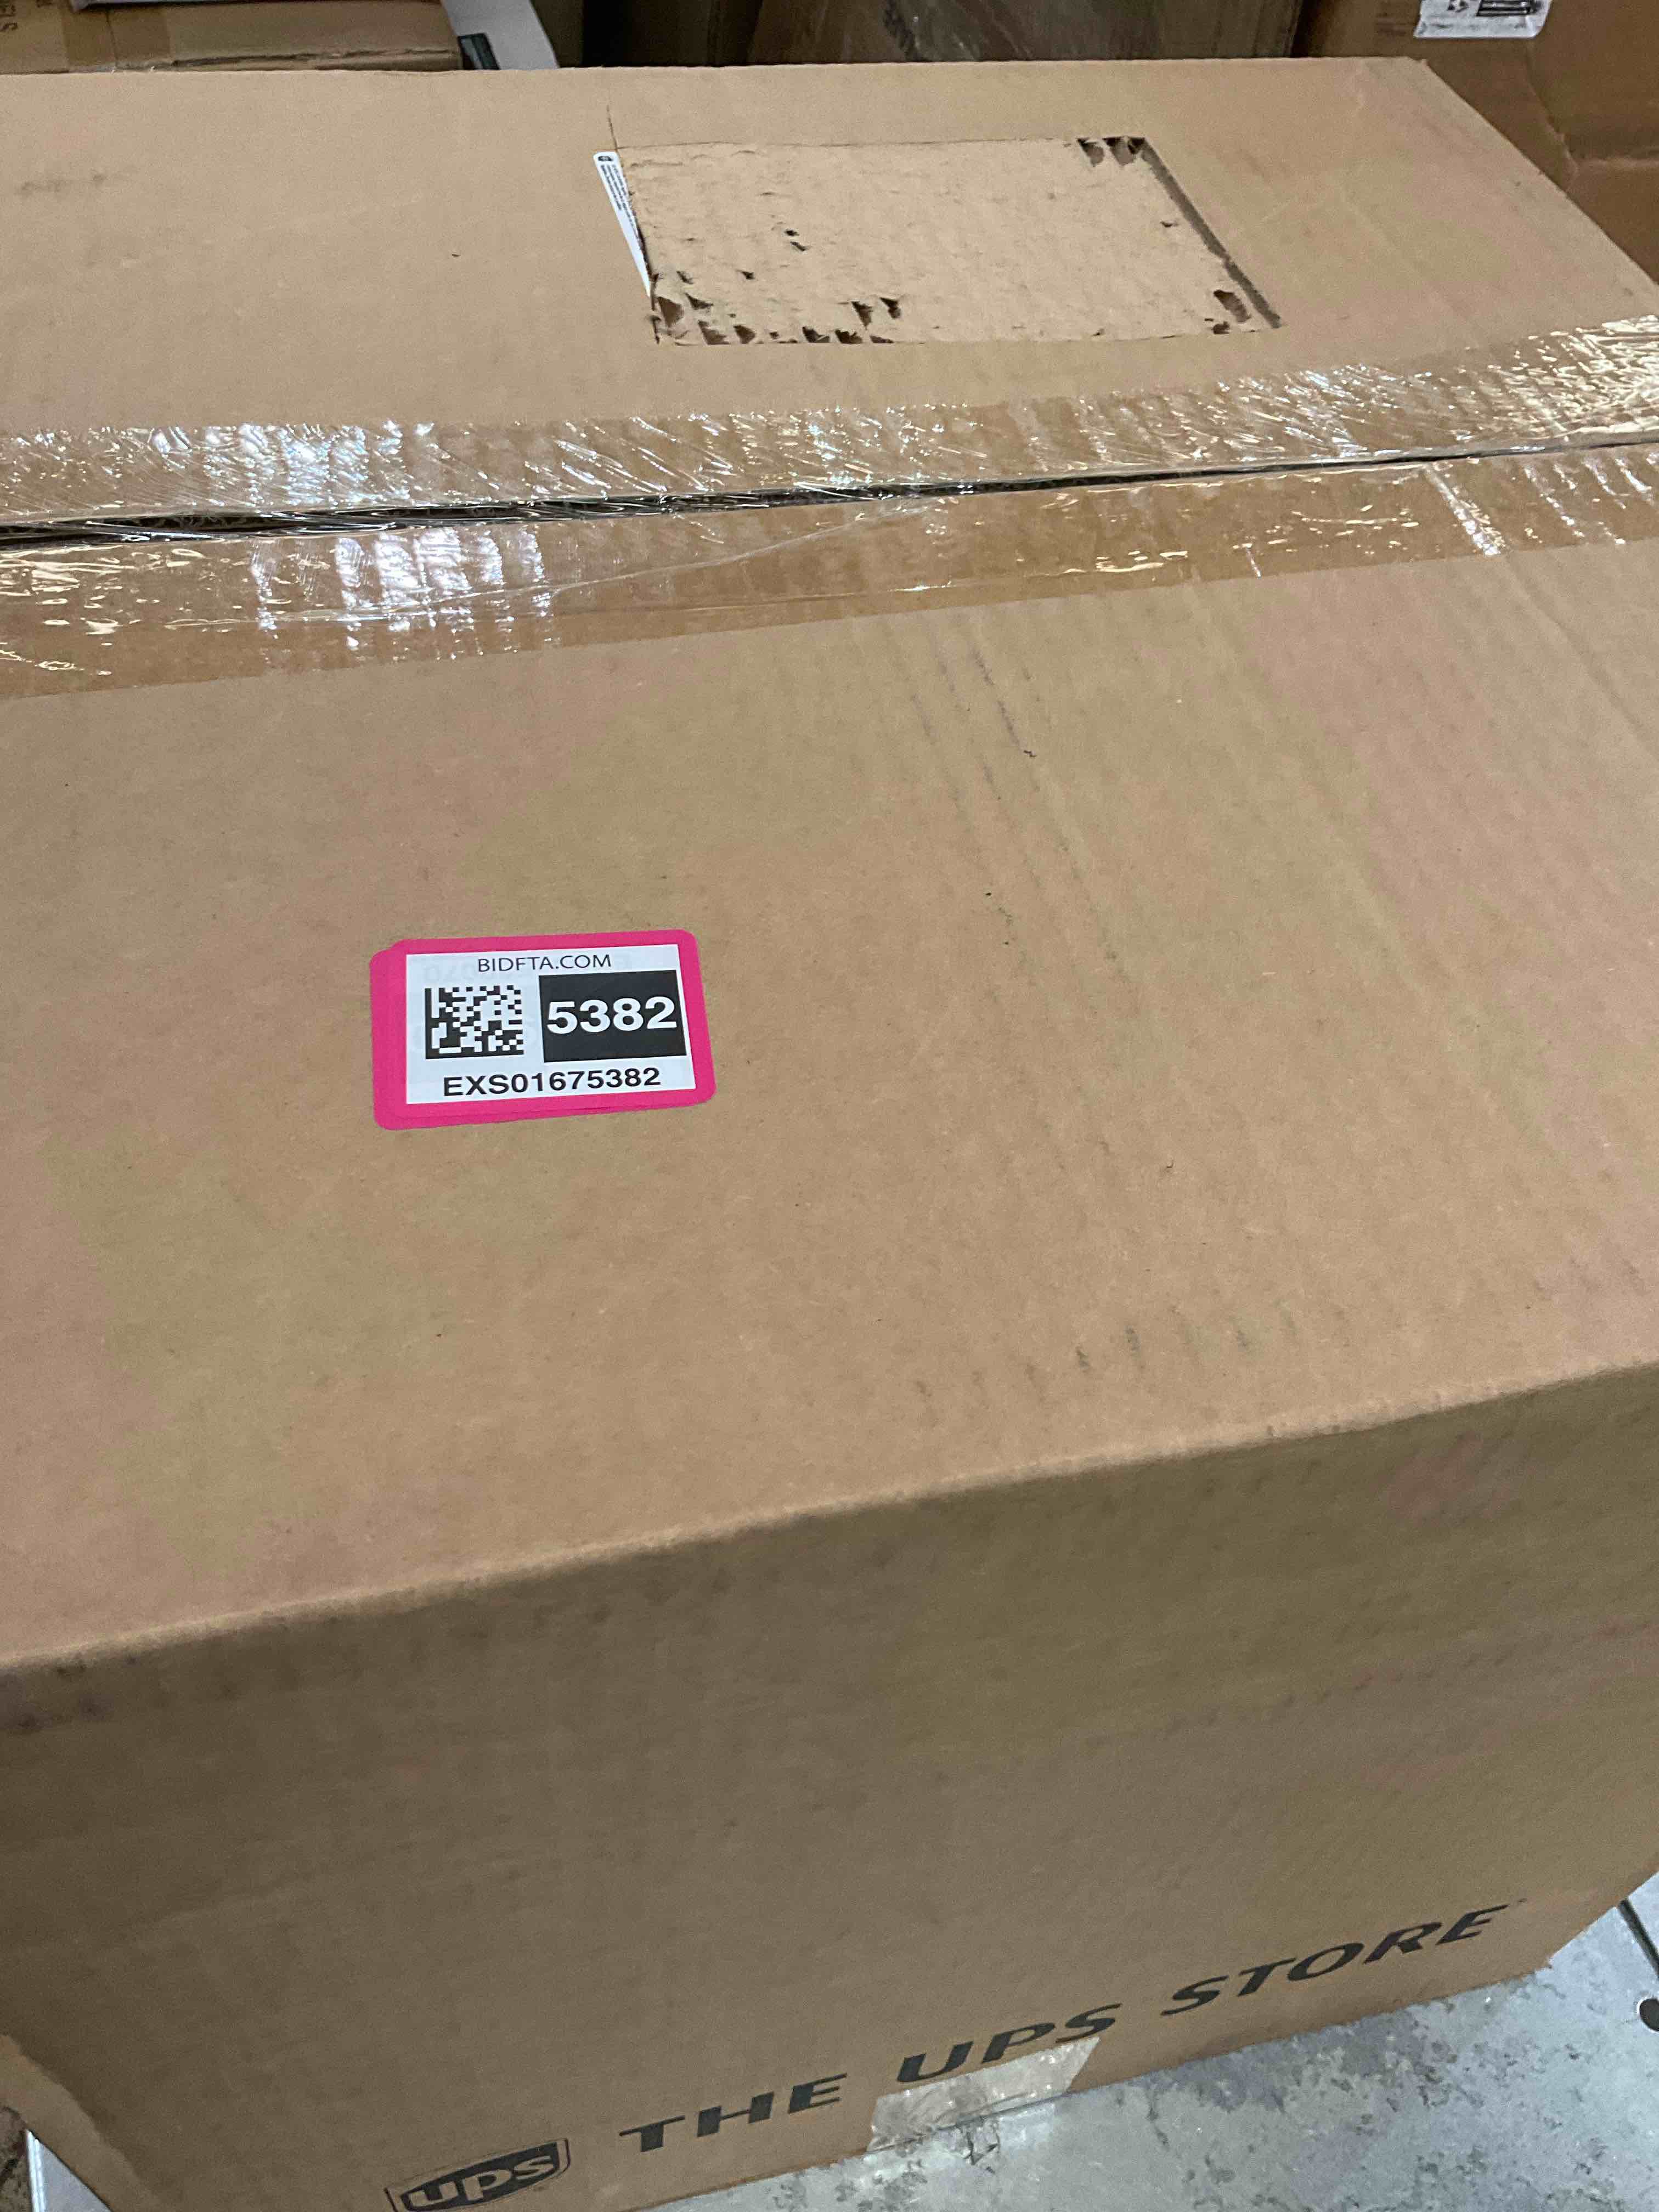 BIDFTA.COM
5382
EXS01675382
THE UPS STORE
ups